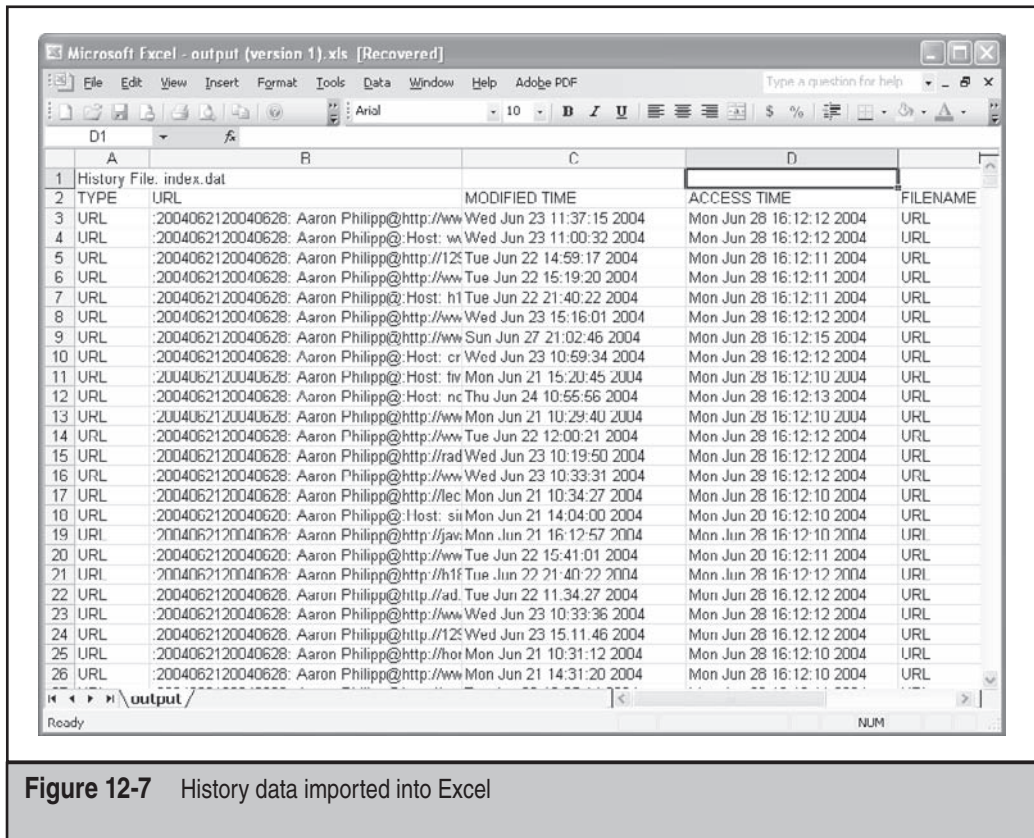 Microsoft Excel - output (version 1).xls [Recovered]
File Edit View Insert Format Tools Data Window Help Adobe PDF Type a question for help
Arial 10 B I U $ %
D1 fx
A B C D
1 History File: index.dat
2 TYPE URL MODIFIED TIME ACCESS TIME FILENAME
3 URL :2004062120040628: Aaron Philipp@http://ww Wed Jun 23 11:37:15 2004 Mon Jun 28 16:12:12 2004 URL
4 URL :2004062120040628: Aaron Philipp@:Host: w Wed Jun 23 11:00:32 2004 Mon Jun 28 16:12:12 2004 URL
5 URL :2004062120040628: Aaron Philipp@http://12 Tue Jun 22 14:59:17 2004 Mon Jun 28 16:12:11 2004 URL
6 URL :2004062120040628: Aaron Philipp@http://ww Tue Jun 22 15:19:20 2004 Mon Jun 28 16:12:11 2004 URL
7 URL :2004062120040628: Aaron Philipp@:Host: h1 Tue Jun 22 21:40:22 2004 Mon Jun 28 16:12:11 2004 URL
8 URL :2004062120040628: Aaron Philipp@http://ww Wed Jun 23 15:16:01 2004 Mon Jun 28 16:12:12 2004 URL
9 URL :2004062120040628: Aaron Philipp@http://ww Sun Jun 27 21:02:46 2004 Mon Jun 28 16:12:15 2004 URL
10 URL :2004062120040628: Aaron Philipp@:Host: cr Wed Jun 23 10:59:34 2004 Mon Jun 28 16:12:12 2004 URL
11 URL :2004062120040628: Aaron Philipp@:Host: fiv Mon Jun 21 15:20:45 2004 Mon Jun 28 16:12:10 2004 URL
12 URL :2004062120040628: Aaron Philipp@:Host: nc Thu Jun 24 10:55:56 2004 Mon Jun 28 16:12:13 2004 URL
13 URL :2004062120040628: Aaron Philipp@http://ww Mon Jun 21 10:29:40 2004 Mon Jun 28 16:12:10 2004 URL
14 URL :2004062120040628: Aaron Philipp@http://ww Tue Jun 22 12:00:21 2004 Mon Jun 28 16:12:12 2004 URL
15 URL :2004062120040628: Aaron Philipp@http://rad Wed Jun 23 10:19:50 2004 Mon Jun 28 16:12:12 2004 URL
16 URL :2004062120040628: Aaron Philipp@http://ww Wed Jun 23 10:33:31 2004 Mon Jun 28 16:12:12 2004 URL
17 URL :2004062120040628: Aaron Philipp@http://lec Mon Jun 21 10:34:27 2004 Mon Jun 28 16:12:10 2004 URL
18 URL :2004062120040628: Aaron Philipp@:Host: sir Mon Jun 21 14:04:00 2004 Mon Jun 28 16:12:10 2004 URL
19 URL :2004062120040628: Aaron Philipp@http://jav Mon Jun 21 16:12:57 2004 Mon Jun 28 16:12:10 2004 URL
20 URL :2004062120040628: Aaron Philipp@http://ww Tue Jun 22 15:41:01 2004 Mon Jun 28 16:12:11 2004 URL
21 URL :2004062120040628: Aaron Philipp@http://h1 Tue Jun 22 21:40:22 2004 Mon Jun 28 16:12:12 2004 URL
22 URL :2004062120040628: Aaron Philipp@http://ad. Tue Jun 22 11:34:27 2004 Mon Jun 28 16:12:12 2004 URL
23 URL :2004062120040628: Aaron Philipp@http://ww Wed Jun 23 10:33:36 2004 Mon Jun 28 16:12:12 2004 URL
24 URL :2004062120040628: Aaron Philipp@http://12 Wed Jun 23 15:11:46 2004 Mon Jun 28 16:12:12 2004 URL
25 URL :2004062120040628: Aaron Philipp@http://hor Mon Jun 21 10:31:12 2004 Mon Jun 28 16:12:10 2004 URL
26 URL :2004062120040628: Aaron Philipp@http://ww Mon Jun 21 14:31:20 2004 Mon Jun 28 16:12:10 2004 URL
output
Ready NUM
Figure 12-7 History data imported into Excel